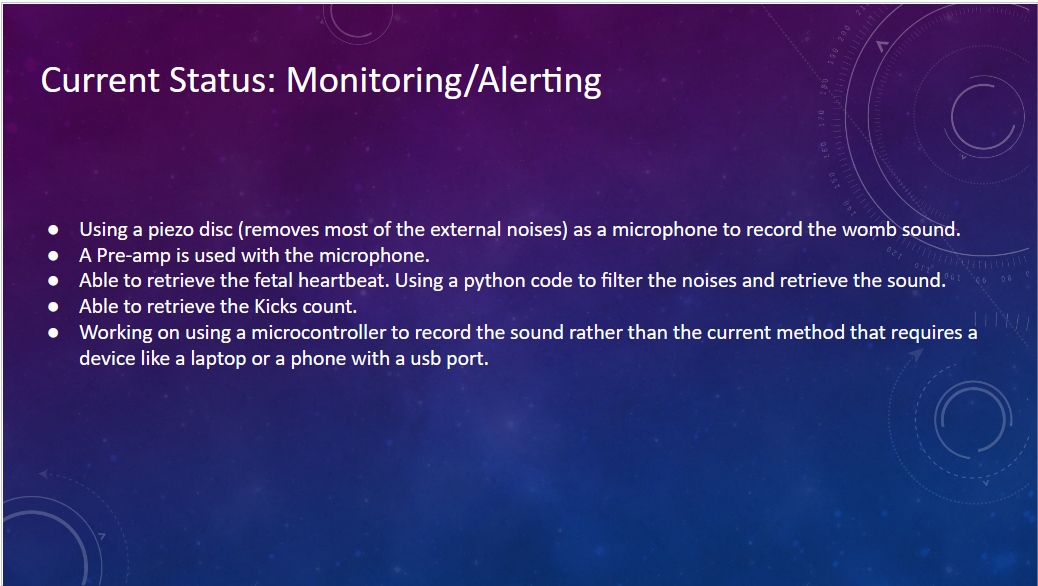 Current Status: Monitoring/Alerting
● Using a piezo disc (removes most of the external noises) as a microphone to record the womb sound.
● A Pre-amp is used with the microphone.
● Able to retrieve the fetal heartbeat. Using a python code to filter the noises and retrieve the sound.
● Able to retrieve the Kicks count.
● Working on using a microcontroller to record the sound rather than the current method that requires a
device like a laptop or a phone with a usb port.